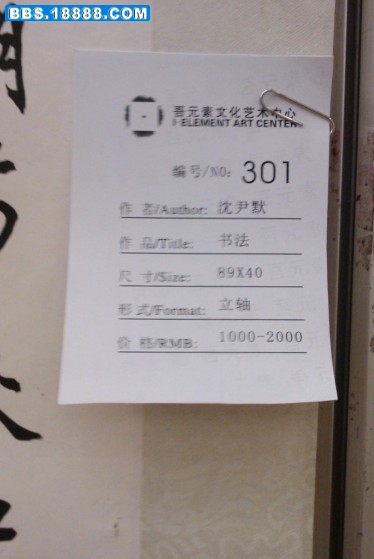 BBS.18888.COM
吾元素文化艺术中心
I-ELEMENT ART CENTER
编号/NO: 301
作 者/Author: 沈尹默
作 品/Title: 书法
尺 寸/Size: 89X40
形 式/Format: 立轴
价 格/RMB: 1000-2000